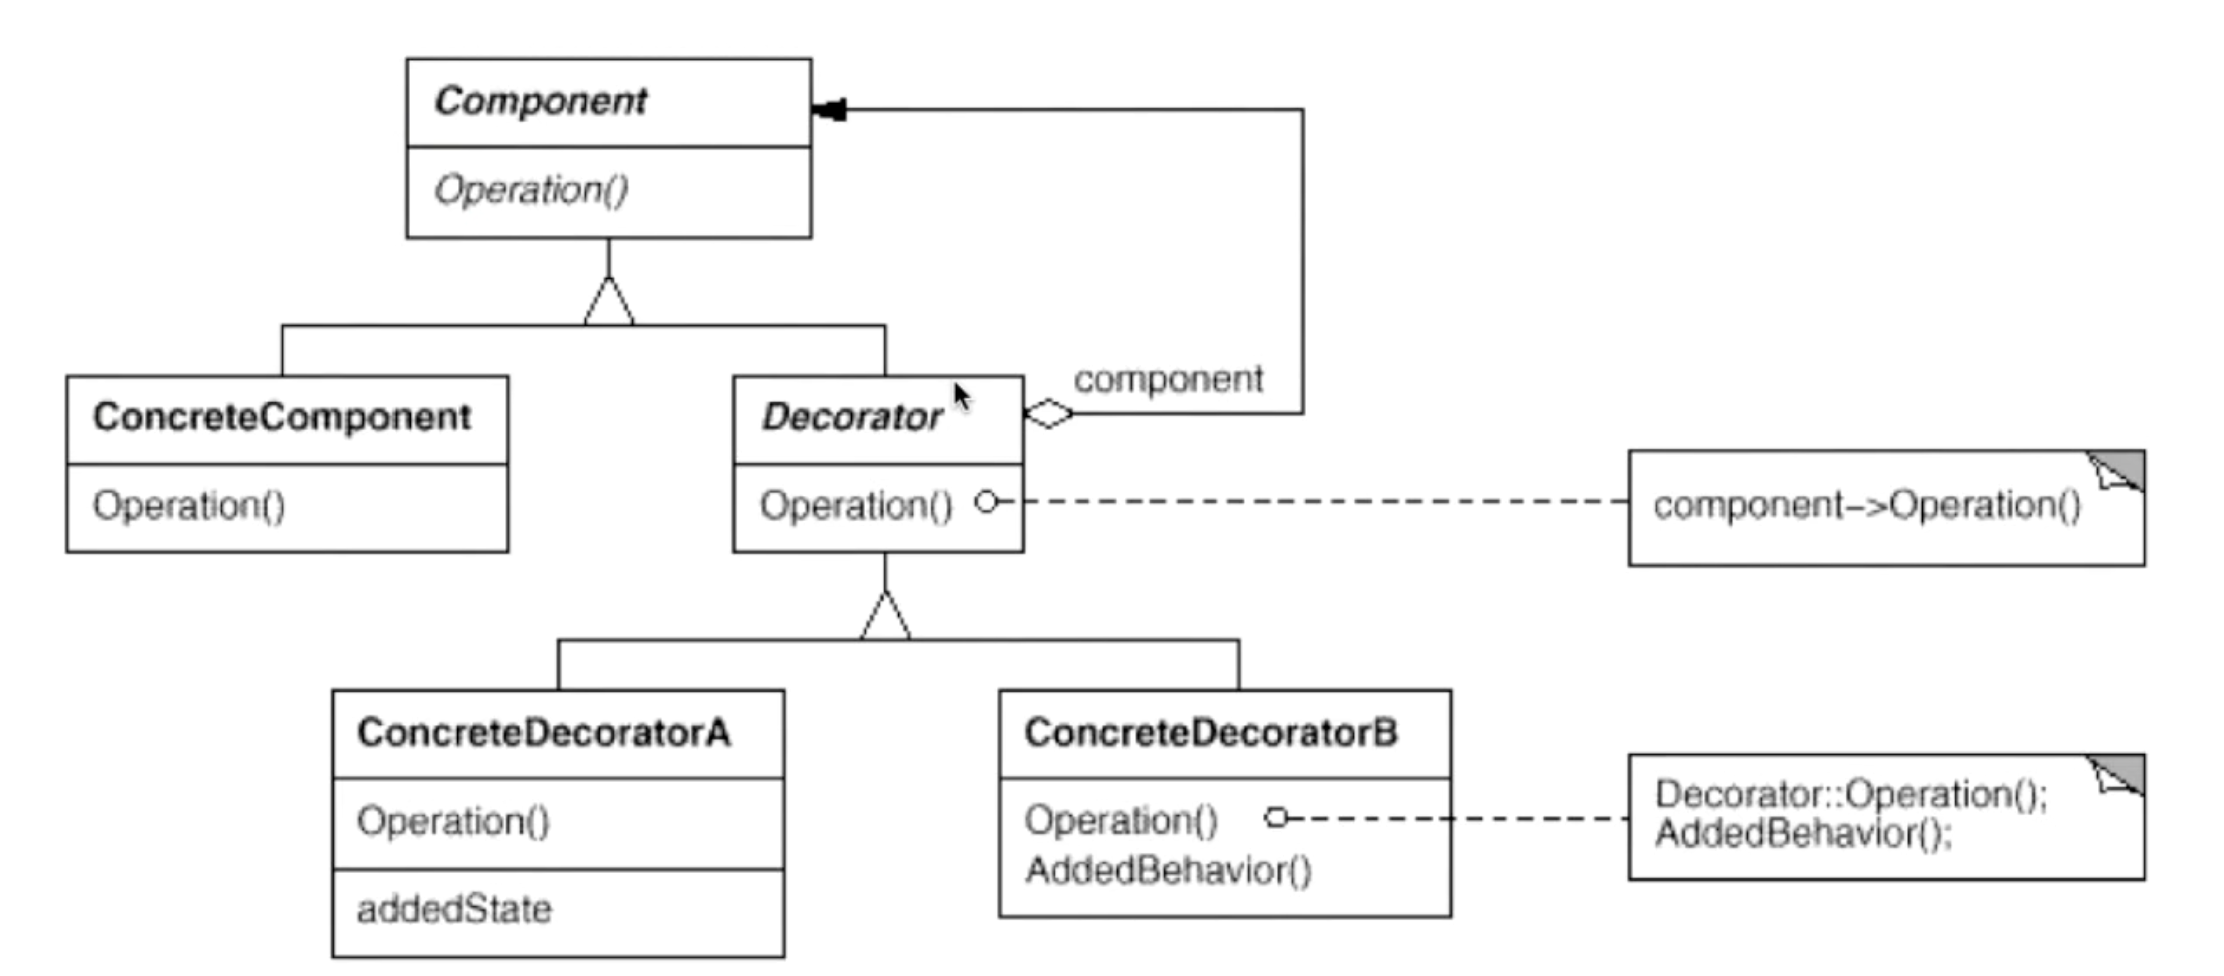 Component
Operation()
component
ConcreteComponent
Operation()
Decorator
Operation()
component–>Operation()
ConcreteDecoratorA
Operation()
addedState
ConcreteDecoratorB
Operation()
AddedBehavior()
Decorator::Operation();
AddedBehavior();